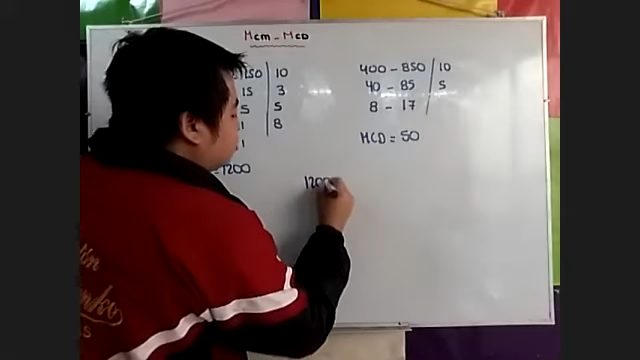 Mcm - MCD
150 | 10
15 | 3
5 | 5
1 | 8
1
= 1200
400 - 850 | 10
40 - 85 | 5
8 - 17
MCD = 50
1200